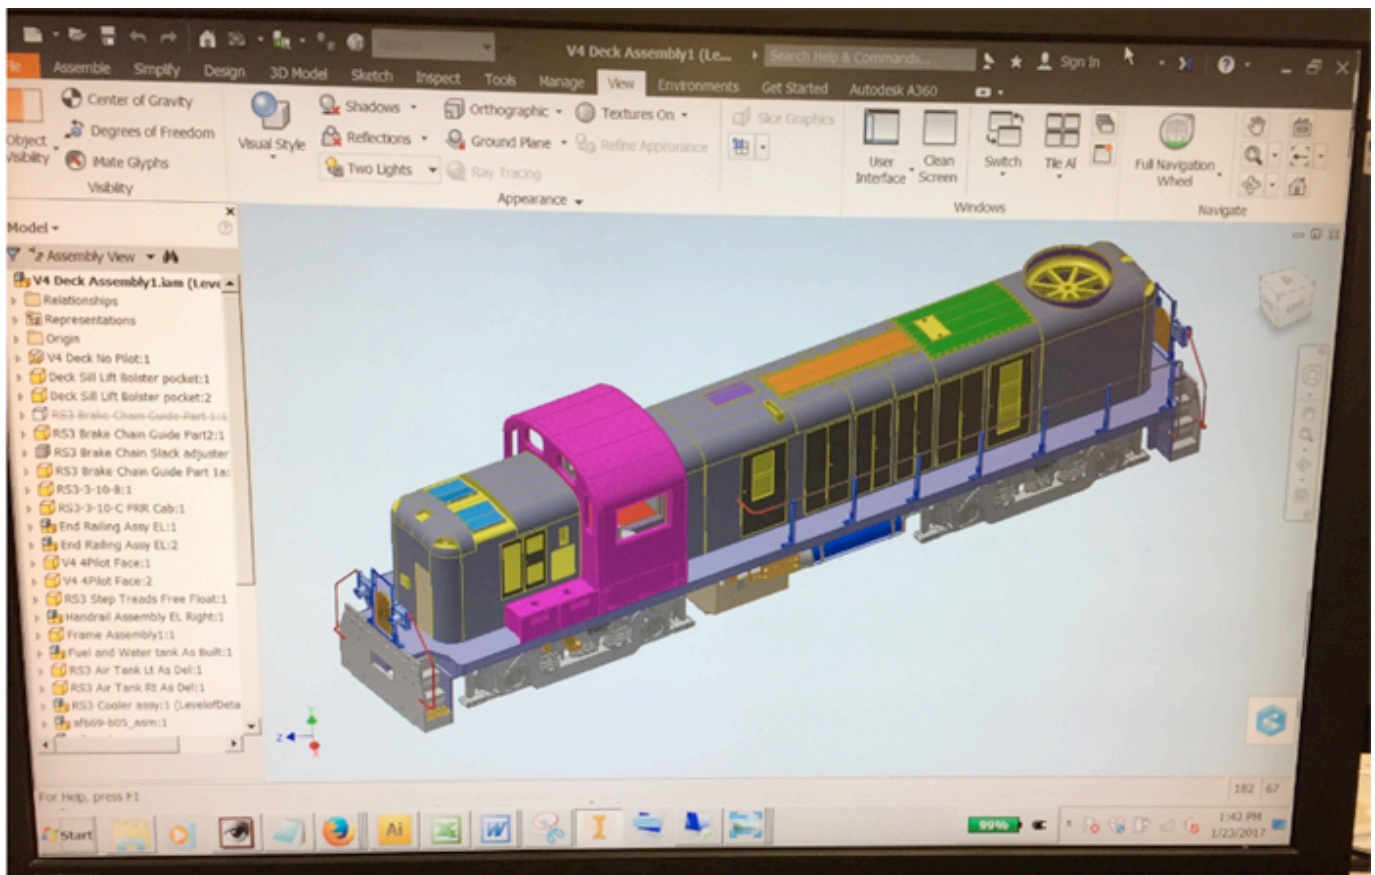 V4 Deck Assembly1 (Le...
Search Help & Commands...
Sign In
Assemble Simplify Design 3D Model Sketch Inspect Tools Manage View Environments Get Started Autodesk A360
Center of Gravity
Degrees of Freedom
iMate Glyphs
Object
Visibility
Visual Style
Shadows
Reflections
Two Lights
Orthographic
Ground Plane
Ray Tracing
Textures On
Refine Appearance
Slice Graphics
User
Interface
Clean
Screen
Switch
Tile Al
Full Navigation
Wheel
Visibility
Appearance
Windows
Navigate
Model
Assembly View
V4 Deck Assembly1.iam (Leve
Relationships
Representations
Origin
V4 Deck No Pilot:1
Deck Sill Lift Bolster pocket:1
Deck Sill Lift Bolster pocket:2
RS3 Brake Chain Guide Part 1:1
RS3 Brake Chain Guide Part2:1
RS3 Brake Chain Slack adjuster
RS3 Brake Chain Guide Part 1a:
RS3-3-10-B:1
RS3-3-10-C PRR Cab:1
End Railing Assy EL:1
End Railing Assy EL:2
V4 4Pilot Face:1
V4 4Pilot Face:2
RS3 Step Treads Free Float:1
Handrail Assembly EL Right:1
Frame Assembly1:1
Fuel and Water tank As Built:1
RS3 Air Tank Lt As Del:1
RS3 Air Tank Rt As Del:1
RS3 Cooler assy:1 (LevelofDeta
af669-b05_asm:1
Z
For Help, press F1
182 67
Start
Ai
99%
1:42 PM
1/23/2017